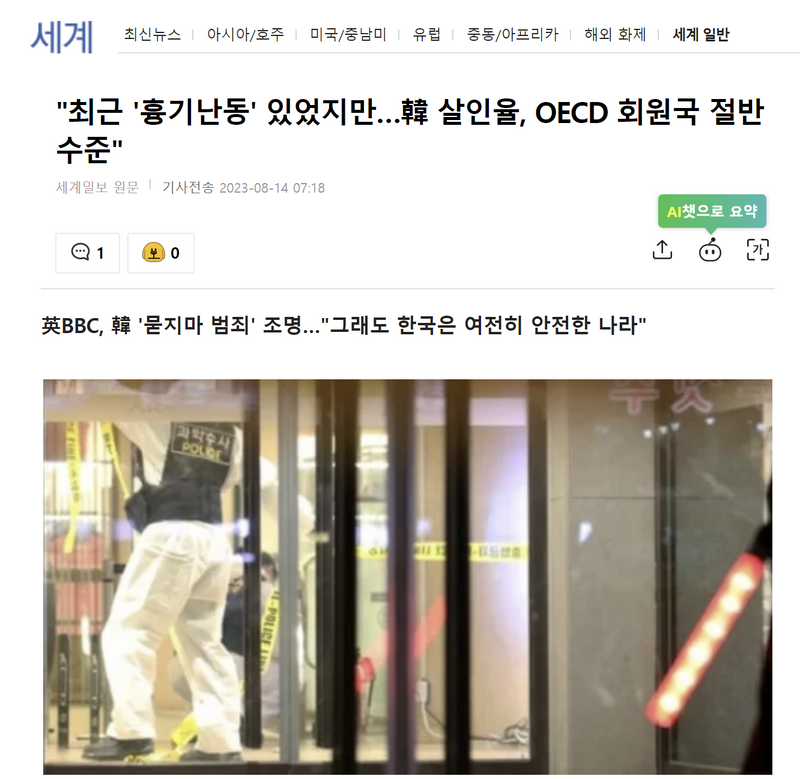 세계 최신뉴스 아시아/호주 미국/중남미 유럽 중동/아프리카 해외 화제 세계 일반
"최근 '흉기난동' 있었지만…韓 살인율, OECD 회원국 절반
수준"
세계일보 원문 기사전송 2023-08-14 07:18
AI챗으로 요약
1 0 가
英BBC, 韓 '묻지마 범죄' 조명…"그래도 한국은 여전히 안전한 나라"
과학수사
POLICE
POLICE LIN